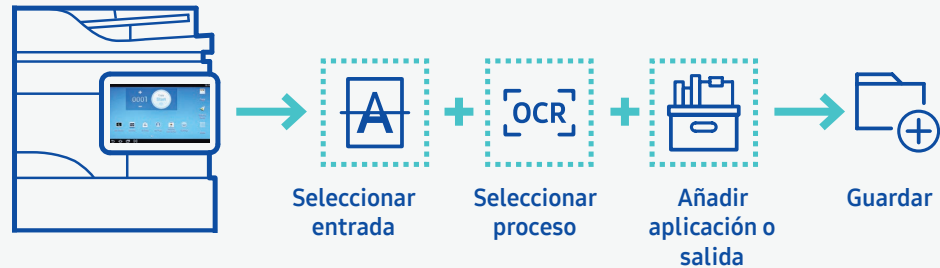 A
OCR
Seleccionar
entrada
Seleccionar
proceso
Añadir
aplicación o
salida
Guardar